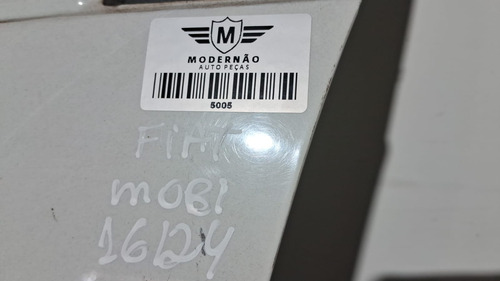 M
MODERNÃO
AUTO PEÇAS
5005
FIAT
MOBI
16/24